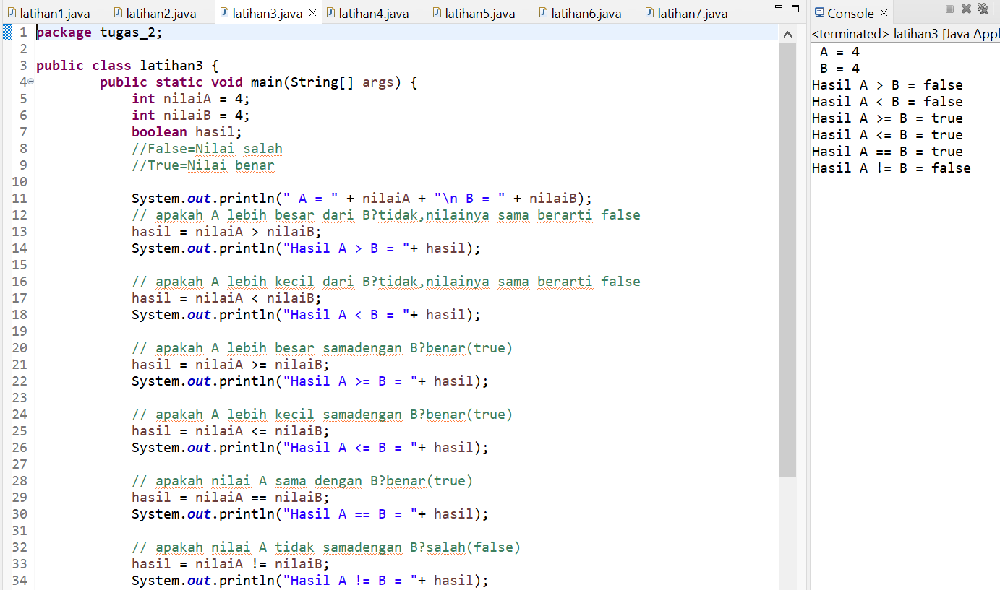 latihan1.java latihan2.java latihan3.java latihan4.java latihan5.java latihan6.java latihan7.java
1 package tugas_2;
2
3 public class latihan3 {
4 public static void main(String[] args) {
5 int nilaiA = 4;
6 int nilaiB = 4;
7 boolean hasil;
8 //False=Nilai salah
9 //True=Nilai benar
10
11 System.out.println(" A = " + nilaiA + "\n B = " + nilaiB);
12 // apakah A lebih besar dari B?tidak,nilainya sama berarti false
13 hasil = nilaiA > nilaiB;
14 System.out.println("Hasil A > B = "+ hasil);
15
16 // apakah A lebih kecil dari B?tidak,nilainya sama berarti false
17 hasil = nilaiA < nilaiB;
18 System.out.println("Hasil A < B = "+ hasil);
19
20 // apakah A lebih besar samadengan B?benar(true)
21 hasil = nilaiA >= nilaiB;
22 System.out.println("Hasil A >= B = "+ hasil);
23
24 // apakah A lebih kecil samadengan B?benar(true)
25 hasil = nilaiA <= nilaiB;
26 System.out.println("Hasil A <= B = "+ hasil);
27
28 // apakah nilai A sama dengan B?benar(true)
29 hasil = nilaiA == nilaiB;
30 System.out.println("Hasil A == B = "+ hasil);
31
32 // apakah nilai A tidak samadengan B?salah(false)
33 hasil = nilaiA != nilaiB;
34 System.out.println("Hasil A != B = "+ hasil);
Console
<terminated> latihan3 [Java Appl
A = 4
B = 4
Hasil A > B = false
Hasil A < B = false
Hasil A >= B = true
Hasil A <= B = true
Hasil A == B = true
Hasil A != B = false